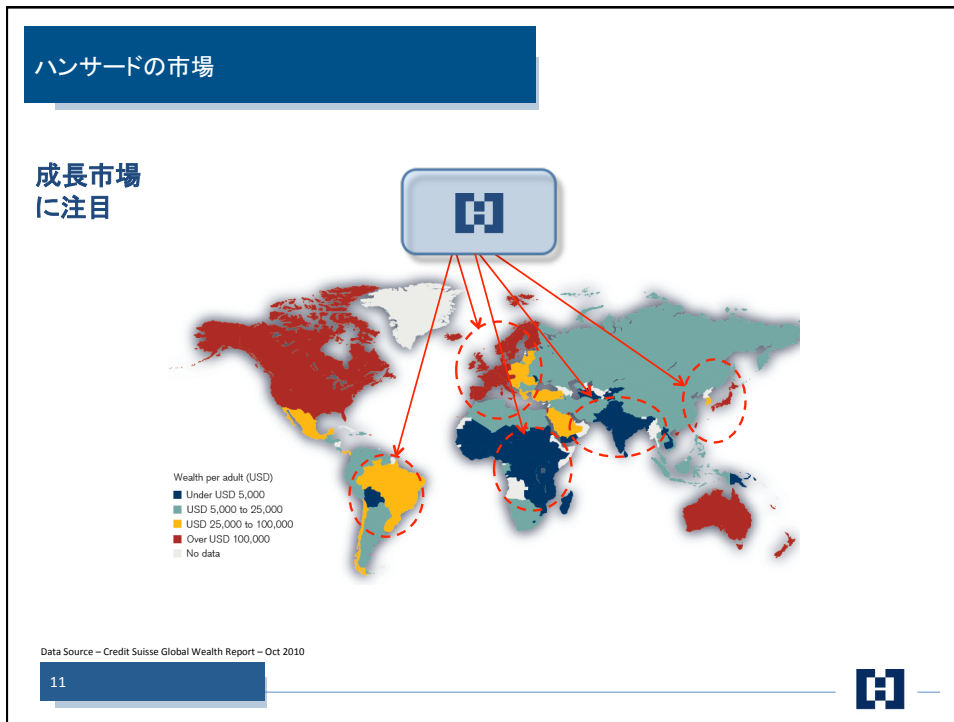 ハンサードの市場
成長市場
に注目
Wealth per adult (USD)
Under USD 5,000
USD 5,000 to 25,000
USD 25,000 to 100,000
Over USD 100,000
No data
Data Source – Credit Suisse Global Wealth Report – Oct 2010
11